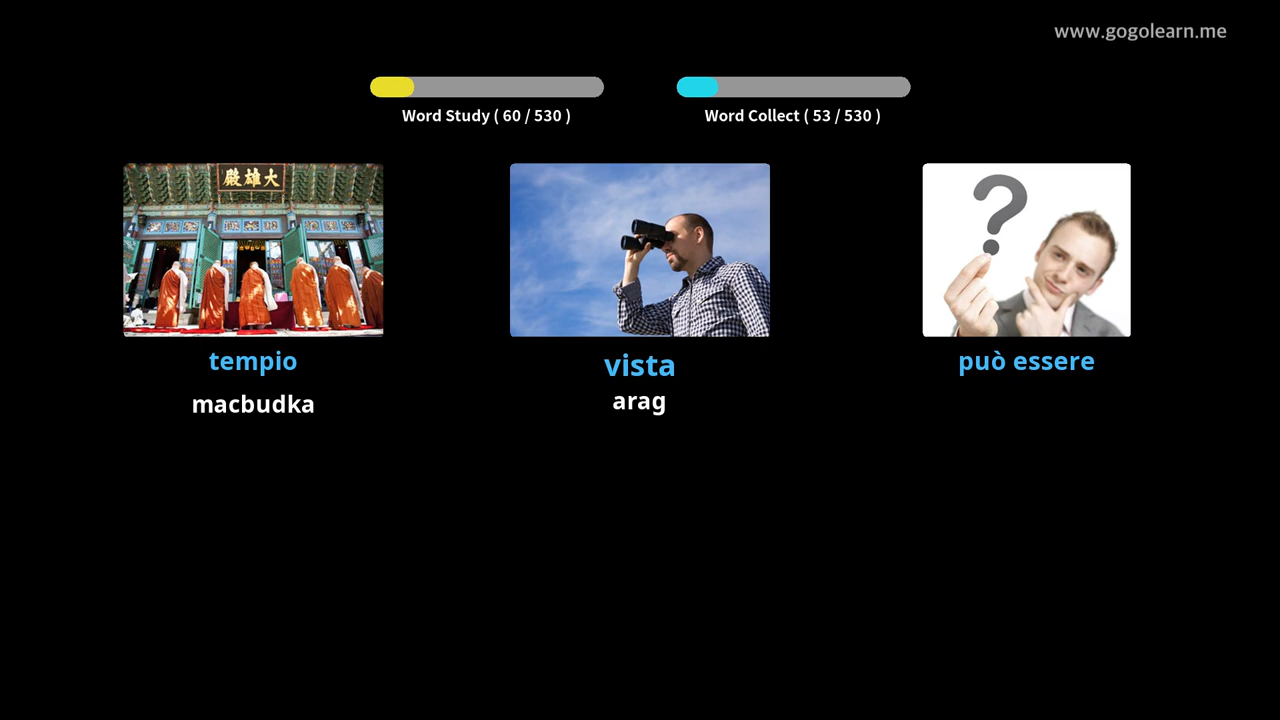 www.gogolearn.me
Word Study ( 60 / 530 )
Word Collect ( 53 / 530 )
殿雄大
tempio
vista
può essere
macbudka
arag